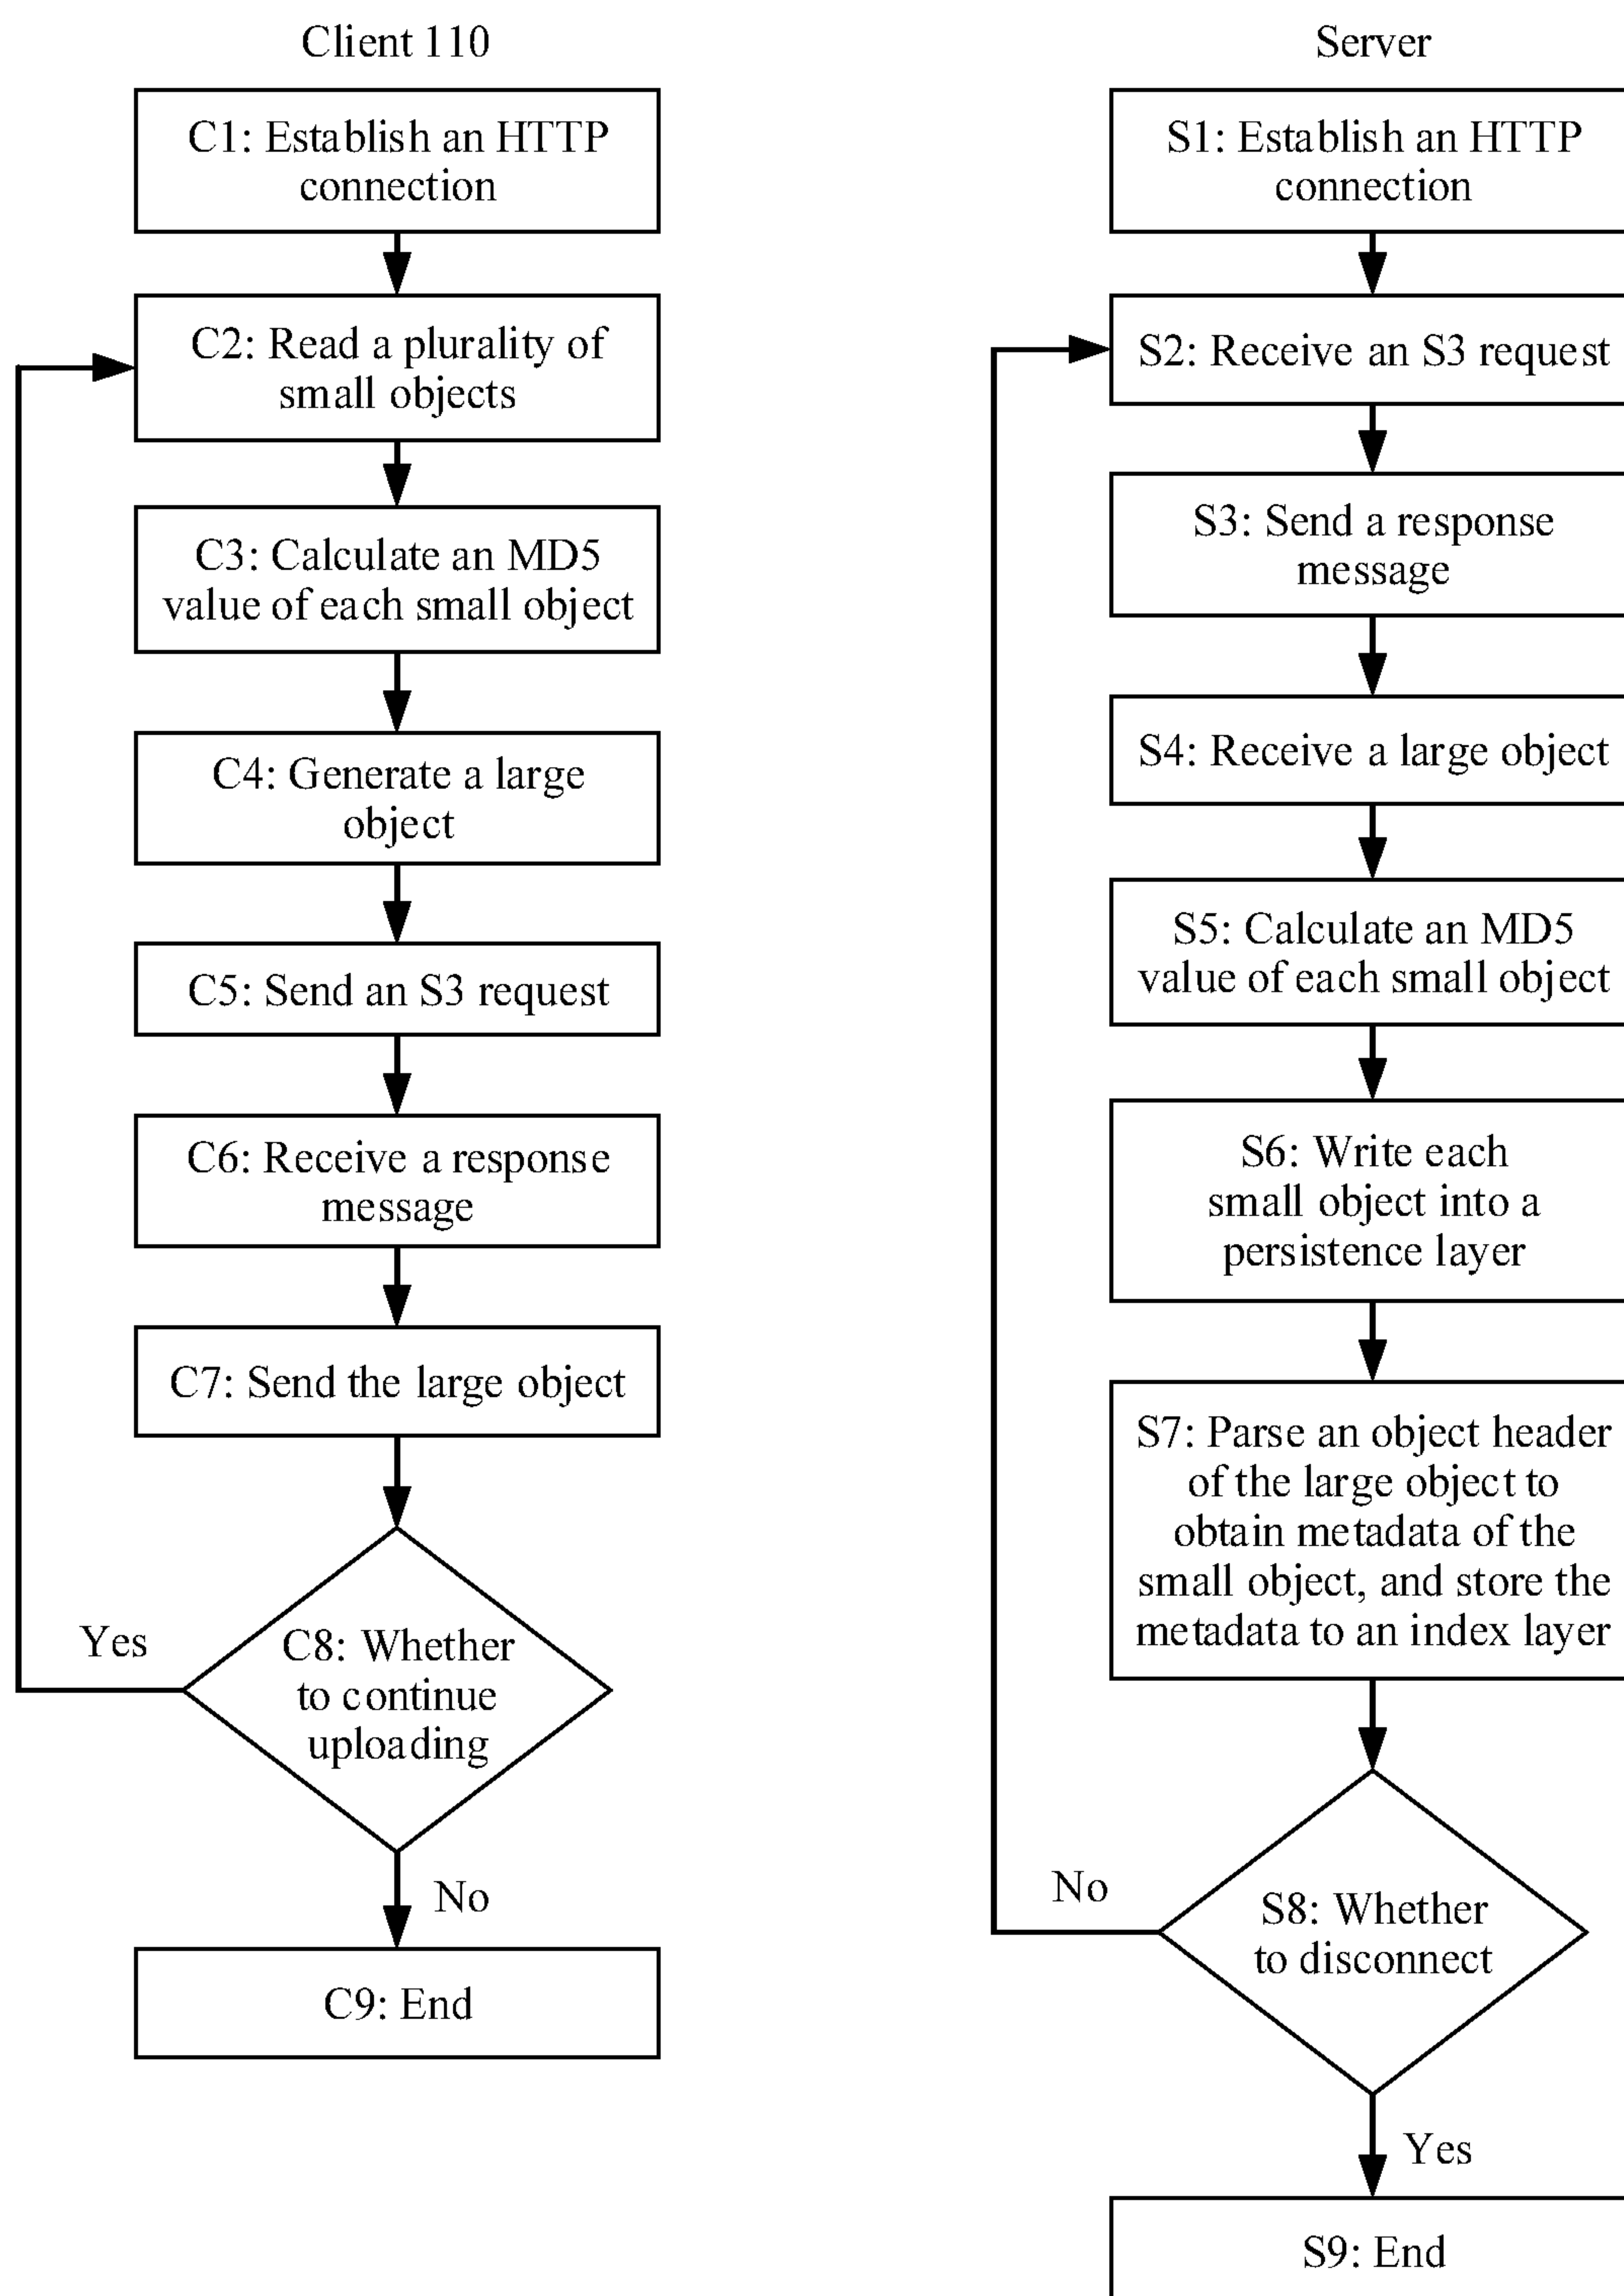 Client 110
C1: Establish an HTTP
connection
C2: Read a plurality of
small objects
C3: Calculate an MD5
value of each small object
C4: Generate a large
object
C5: Send an S3 request
C6: Receive a response
message
C7: Send the large object
C8: Whether
to continue
uploading
Yes
No
C9: End
Server
S1: Establish an HTTP
connection
S2: Receive an S3 request
S3: Send a response
message
S4: Receive a large object
S5: Calculate an MD5
value of each small object
S6: Write each
small object into a
persistence layer
S7: Parse an object header
of the large object to
obtain metadata of the
small object, and store the
metadata to an index layer
S8: Whether
to disconnect
No
Yes
S9: End